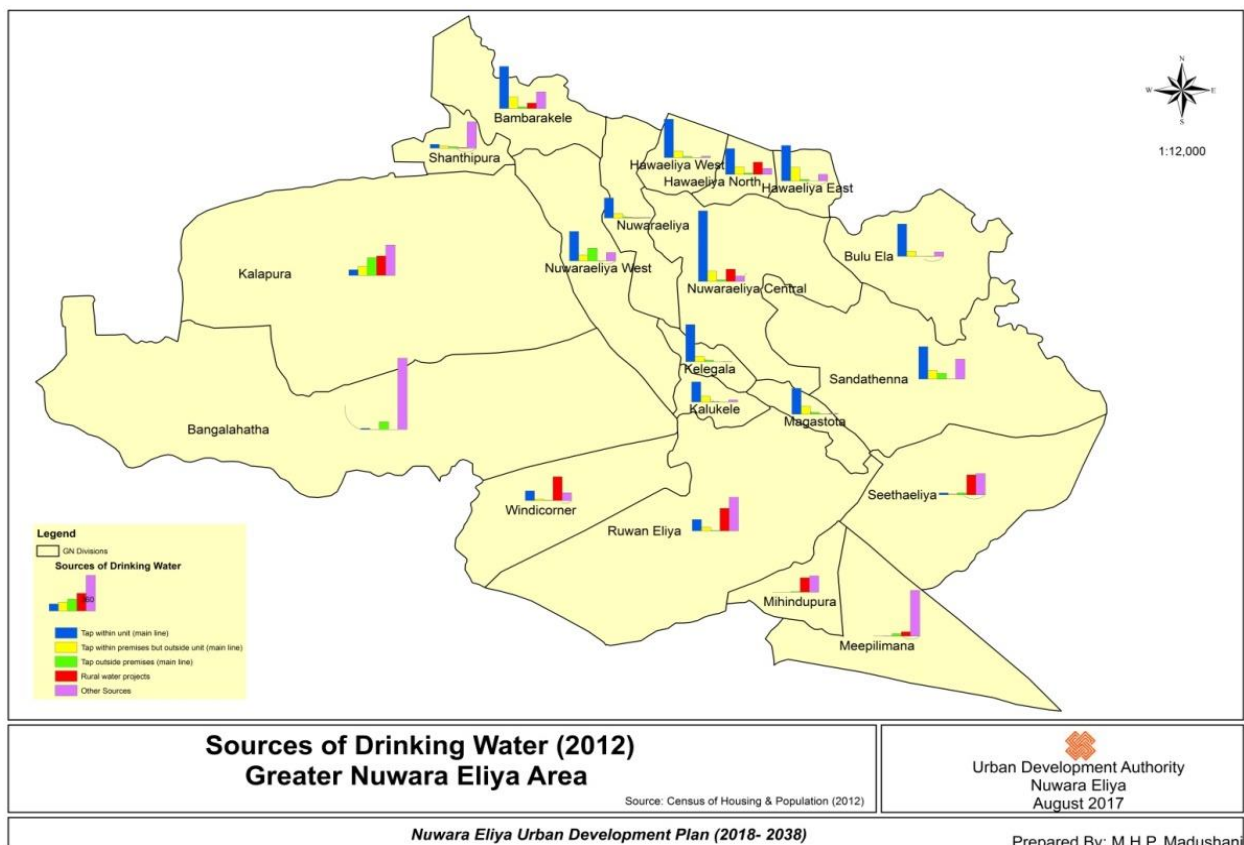 N
W
E
S
1:12,000
Bambarakele
Shanthipura
Hawaeliya West
Hawaeliya North
Hawaeliya East
Nuwaraeliya
Nuwaraeliya West
Nuwaraeliya Central
Bulu Ela
Kalapura
Kelegala
Sandathenna
Kalukele
Magastota
Bangalahatha
Seethaeliya
Windicorner
Ruwan Eliya
Mihindupura
Meepilimana
Legend
GN Divisions
Sources of Drinking Water
Tap within unit (main line)
Tap within premises but outside unit (main line)
Tap outside premises (main line)
Rural water projects
Other Sources
Sources of Drinking Water (2012)
Greater Nuwara Eliya Area
Source: Census of Housing & Population (2012)
Urban Development Authority
Nuwara Eliya
August 2017
Nuwara Eliya Urban Development Plan (2018- 2038)
Prepared By: M.H.P. Madushani